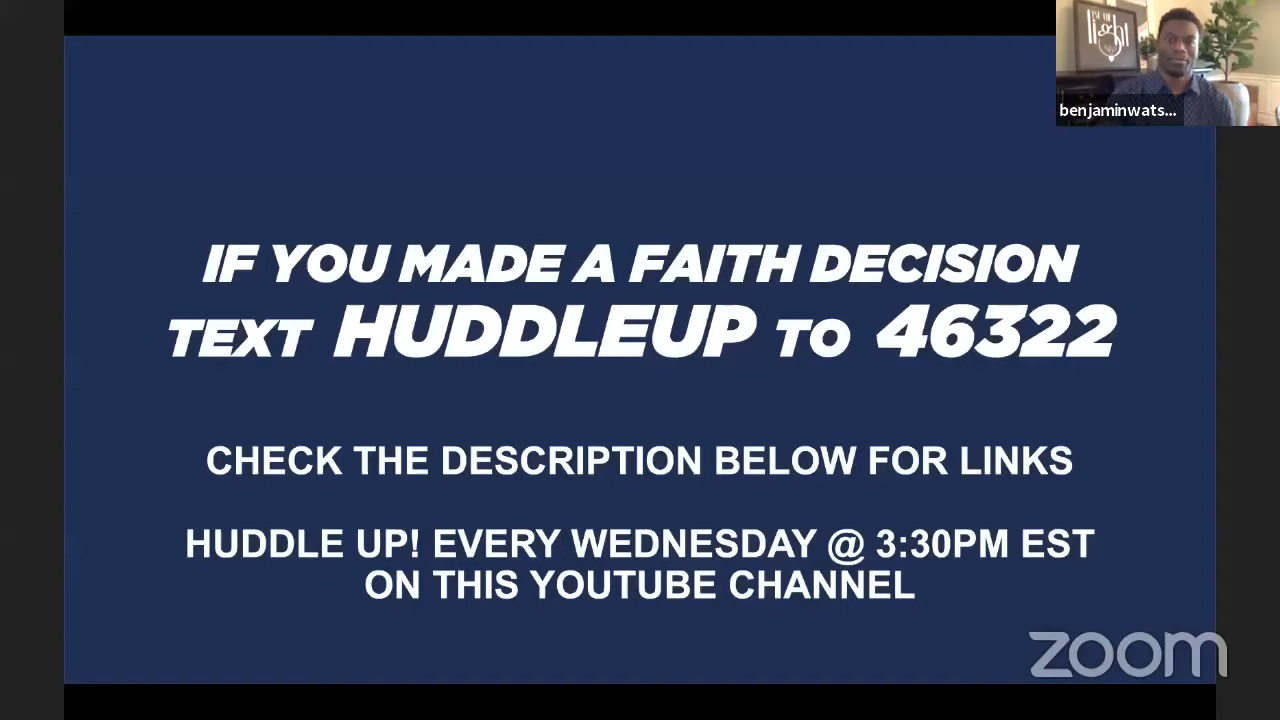 light
benjaminwats...
IF YOU MADE A FAITH DECISION
TEXT HUDDLEUP TO 46322
CHECK THE DESCRIPTION BELOW FOR LINKS
HUDDLE UP! EVERY WEDNESDAY @ 3:30PM EST
ON THIS YOUTUBE CHANNEL
zoom